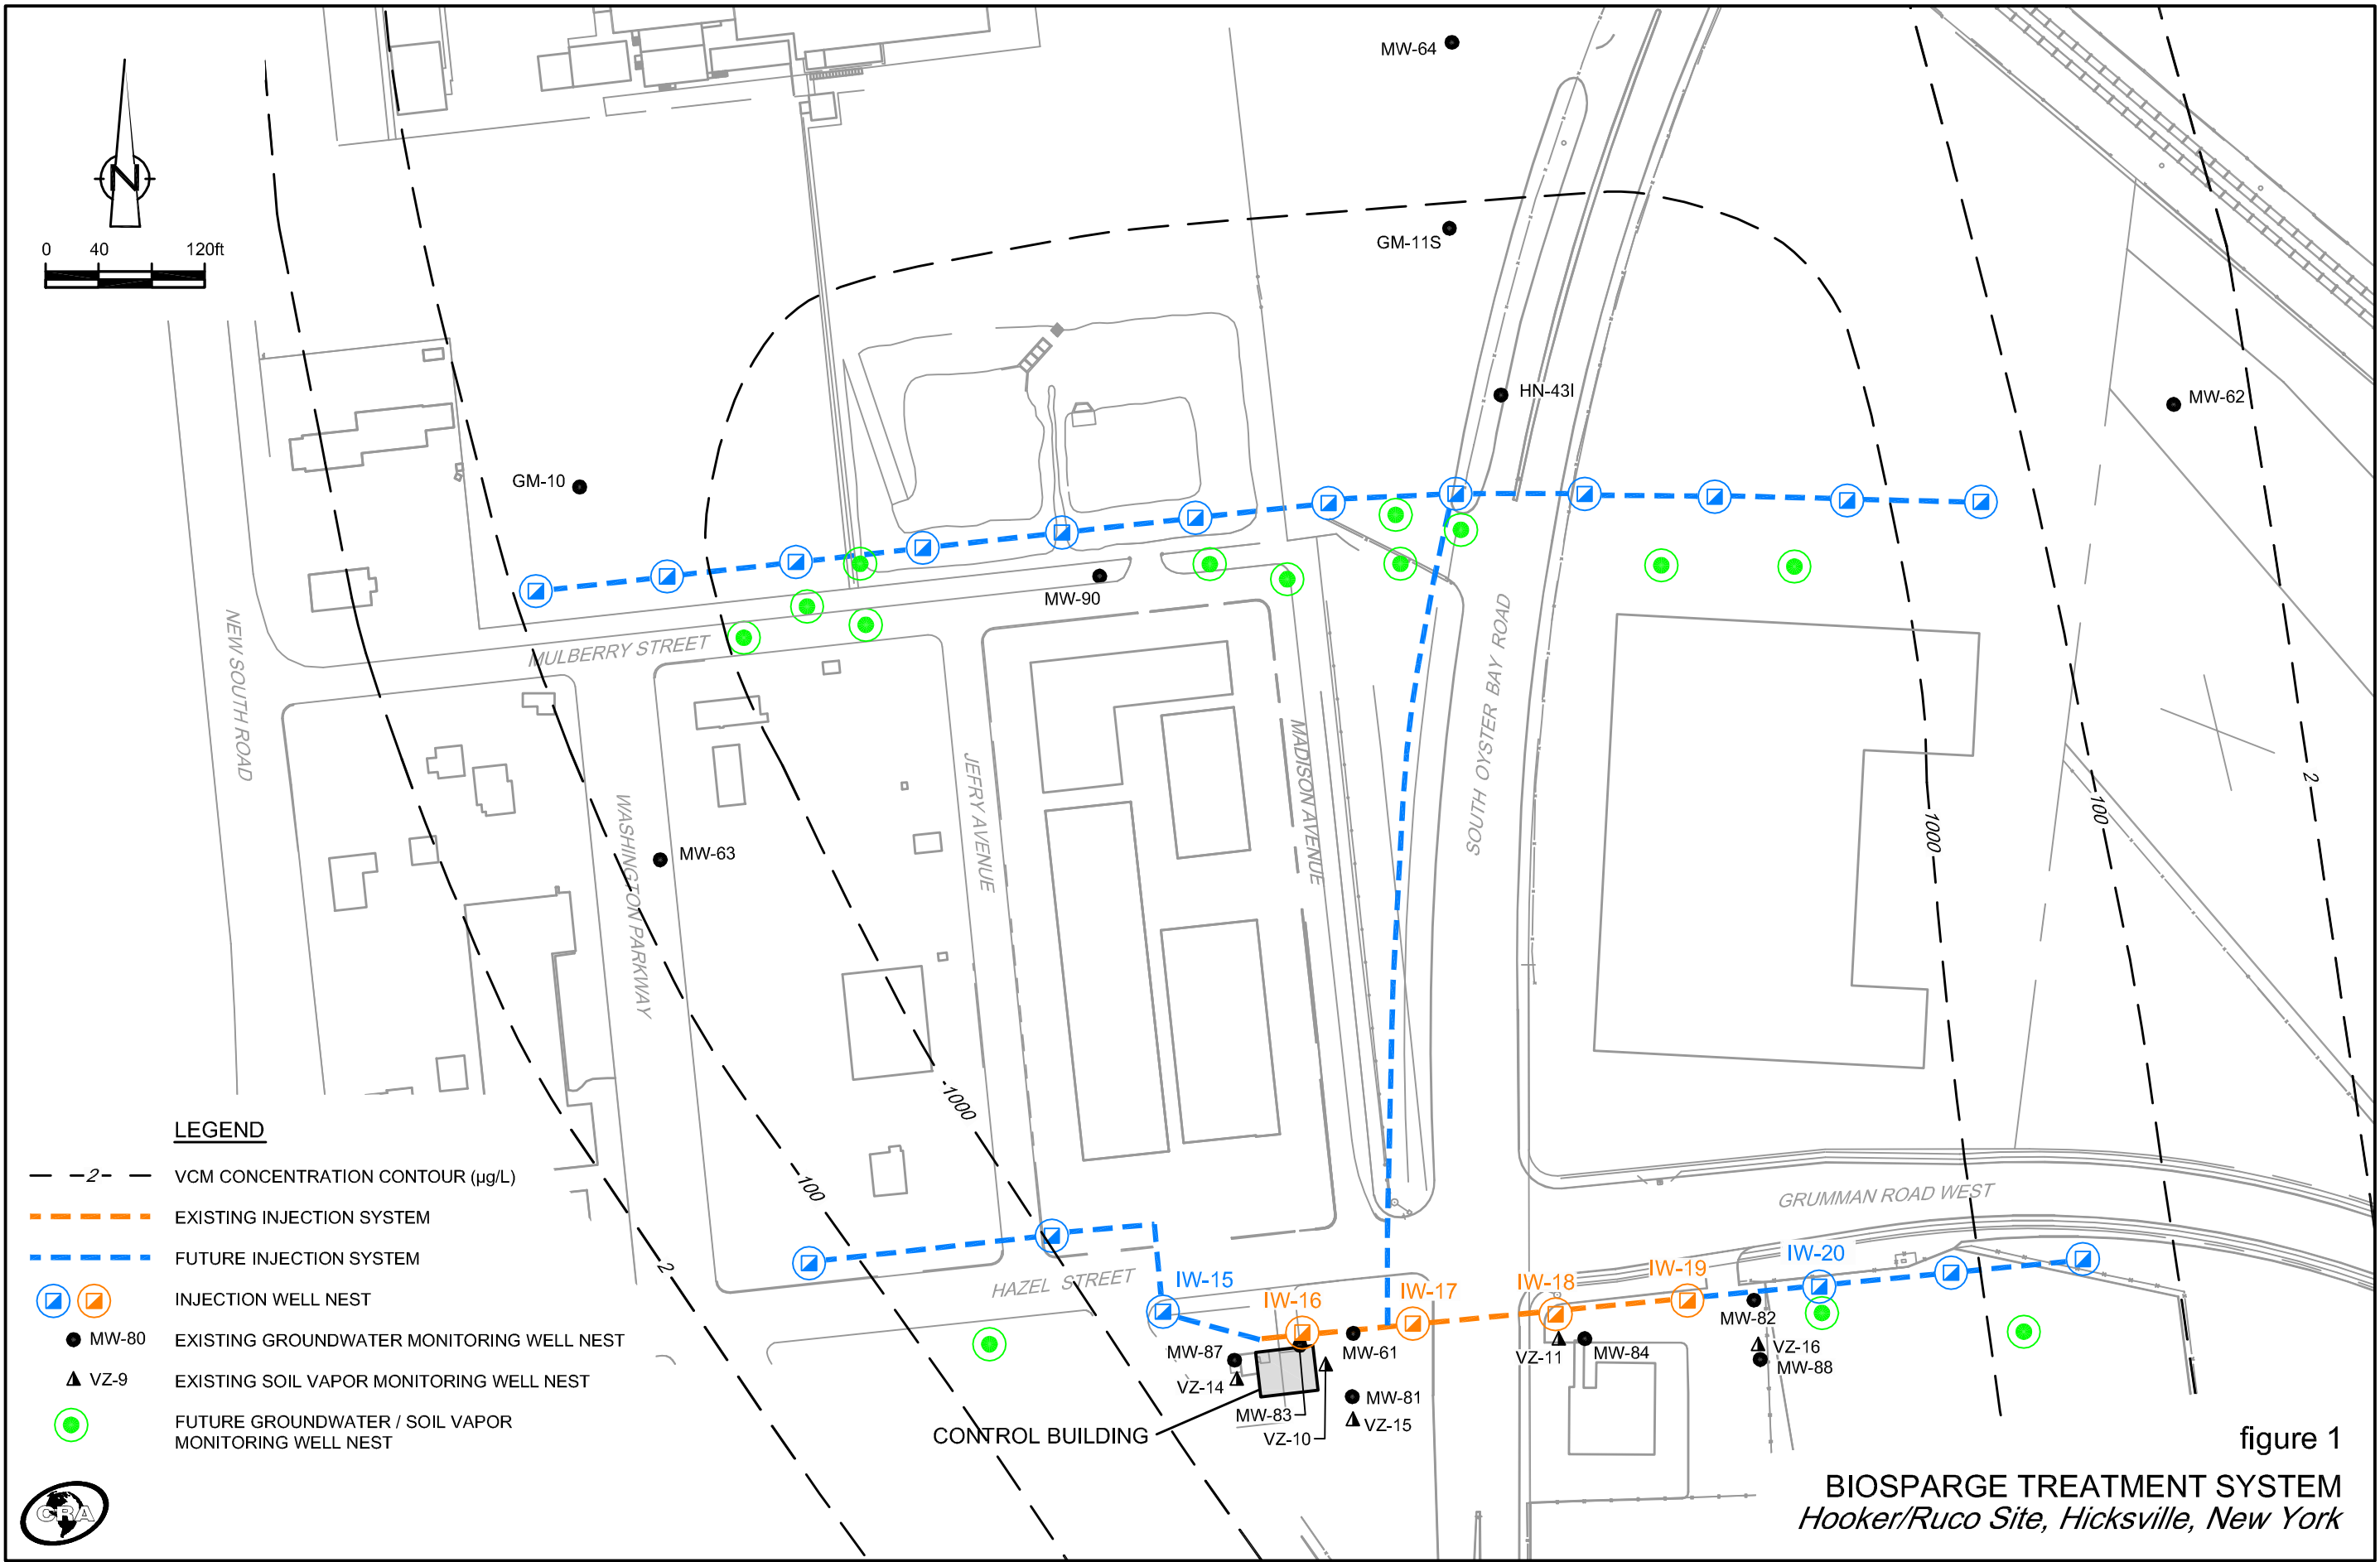 MW-64
N
0 40 120ft
GM-11S
HN-43I
MW-62
GM-10
MW-90
MULBERRY STREET
NEW SOUTH ROAD
WASHINGTON PARKWAY
JEFFRY AVENUE
MADISON AVENUE
SOUTH OYSTER BAY ROAD
MW-63
2
100
1000
1000
100
2
GRUMMAN ROAD WEST
HAZEL STREET
IW-15
IW-16
IW-17
IW-18
IW-19
IW-20
MW-87
VZ-14
MW-83
VZ-10
MW-61
MW-81
VZ-15
VZ-11
MW-84
MW-82
VZ-16
MW-88
CONTROL BUILDING
LEGEND
2 VCM CONCENTRATION CONTOUR (µg/L)
EXISTING INJECTION SYSTEM
FUTURE INJECTION SYSTEM
INJECTION WELL NEST
MW-80 EXISTING GROUNDWATER MONITORING WELL NEST
VZ-9 EXISTING SOIL VAPOR MONITORING WELL NEST
FUTURE GROUNDWATER / SOIL VAPOR
MONITORING WELL NEST
CRA
figure 1
BIOSPARGE TREATMENT SYSTEM
Hooker/Ruco Site, Hicksville, New York